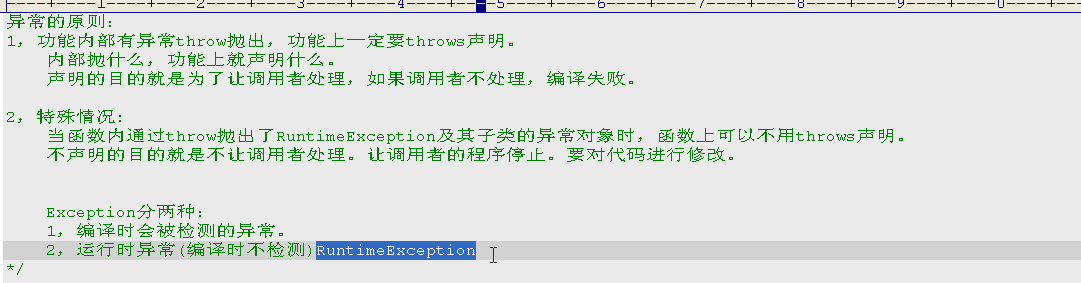 |----+----1----+----2----+----3----+----4----+----5----+----6----+----7----+----8----+----9----+----0----+----
异常的原则:
1, 功能内部有异常throw抛出, 功能上一定要throws声明。
内部抛什么, 功能上就声明什么。
声明的目的就是为了让调用者处理, 如果调用者不处理, 编译失败。
2, 特殊情况:
当函数内通过throw抛出了RuntimeException及其子类的异常对象时, 函数上可以不用throws声明。
不声明的目的就是不让调用者处理。让调用者的程序停止。要对代码进行修改。
Exception分两种:
1, 编译时会被检测的异常。
2, 运行时异常(编译时不检测)RuntimeException
*/